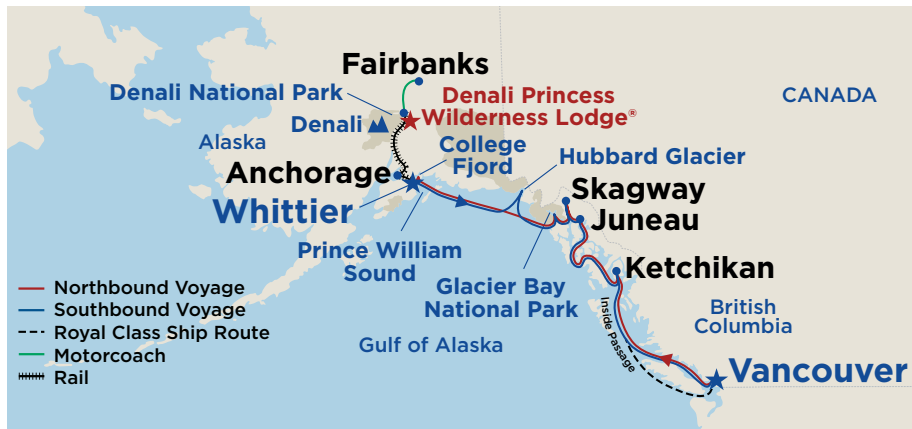 Fairbanks
Denali National Park
Denali Princess
Wilderness Lodge®
CANADA
Denali
Alaska
College
Fjord
Hubbard Glacier
Anchorage
Skagway
Whittier
Juneau
Prince William
Sound
Glacier Bay
National Park
Ketchikan
Northbound Voyage
Southbound Voyage
Royal Class Ship Route
Motorcoach
Rail
Inside Passage
British
Columbia
Gulf of Alaska
Vancouver